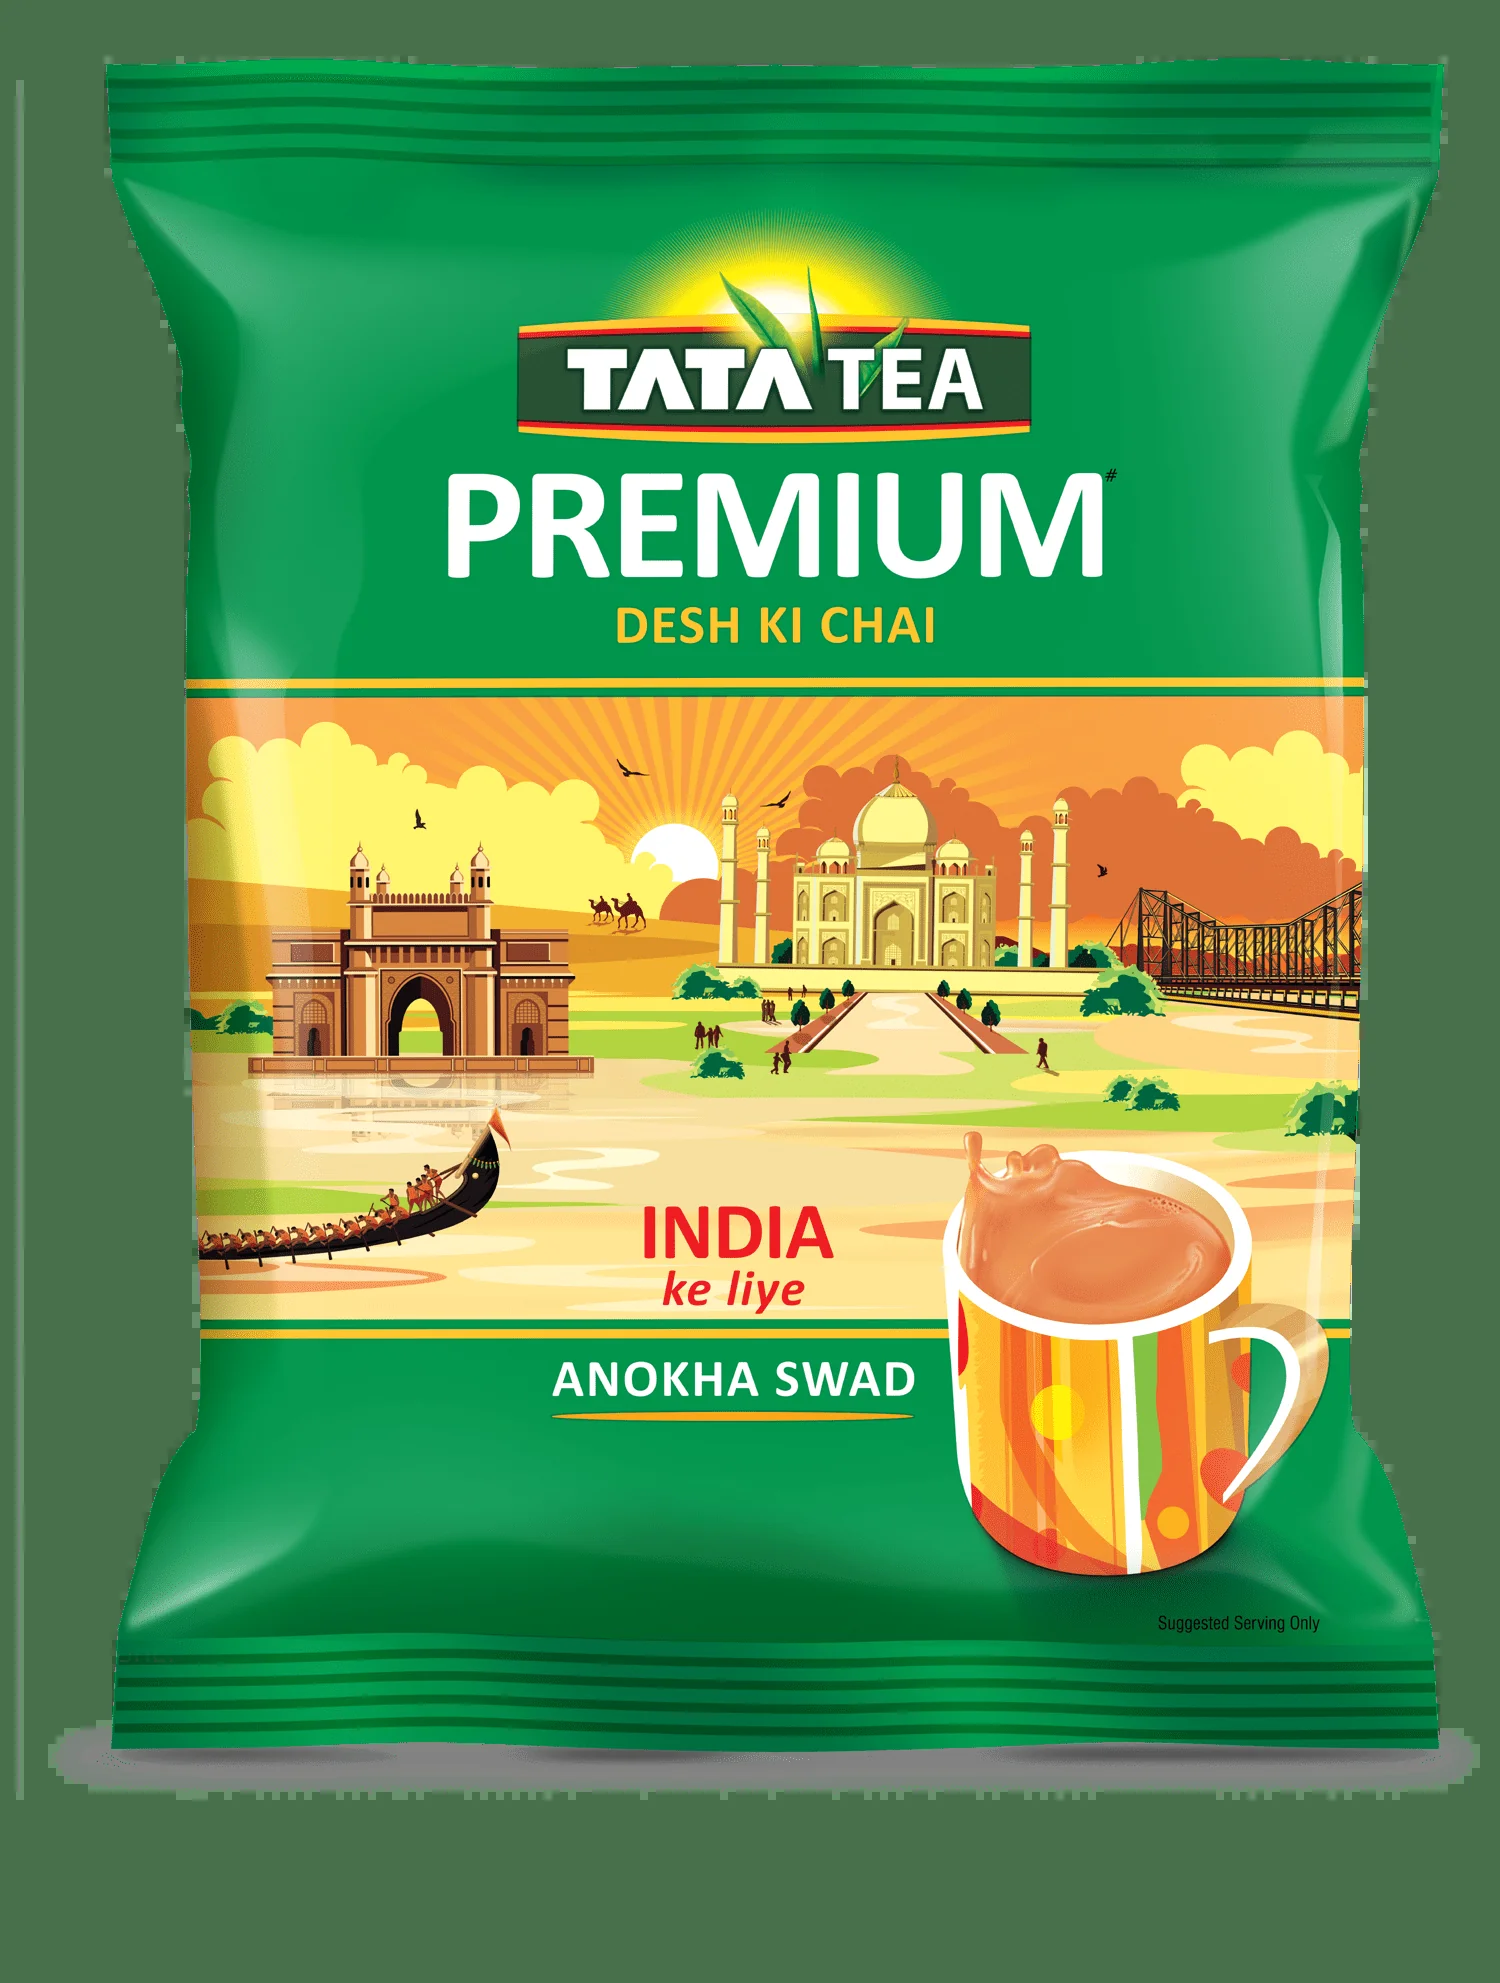 TATA TEA
PREMIUM#
DESH KI CHAI
INDIA
ke liye
ANOKHA SWAD
Suggested Serving Only